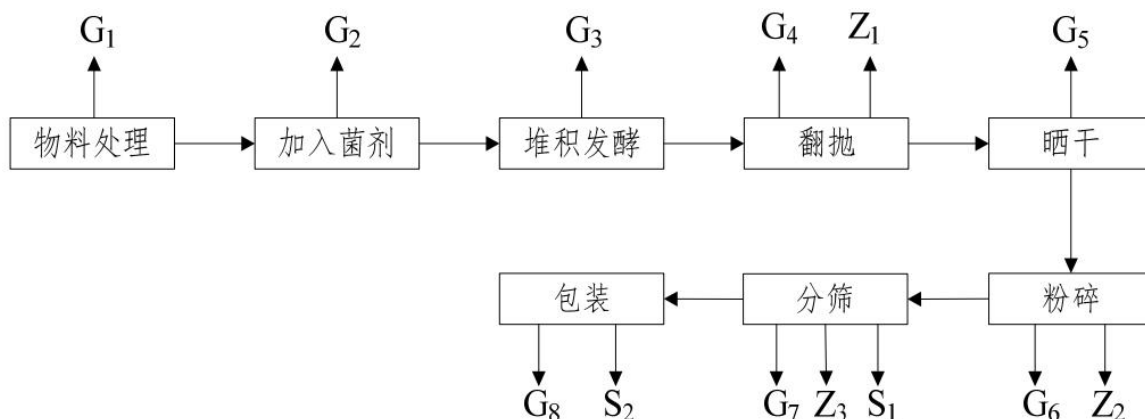 G₁ G₂ G₃ G₄ Z₁ G₅
物料处理 加入菌剂 堆积发酵 翻抛 晒干
包装 分筛 粉碎
G₈ S₂ G₇ Z₃ S₁ G₆ Z₂